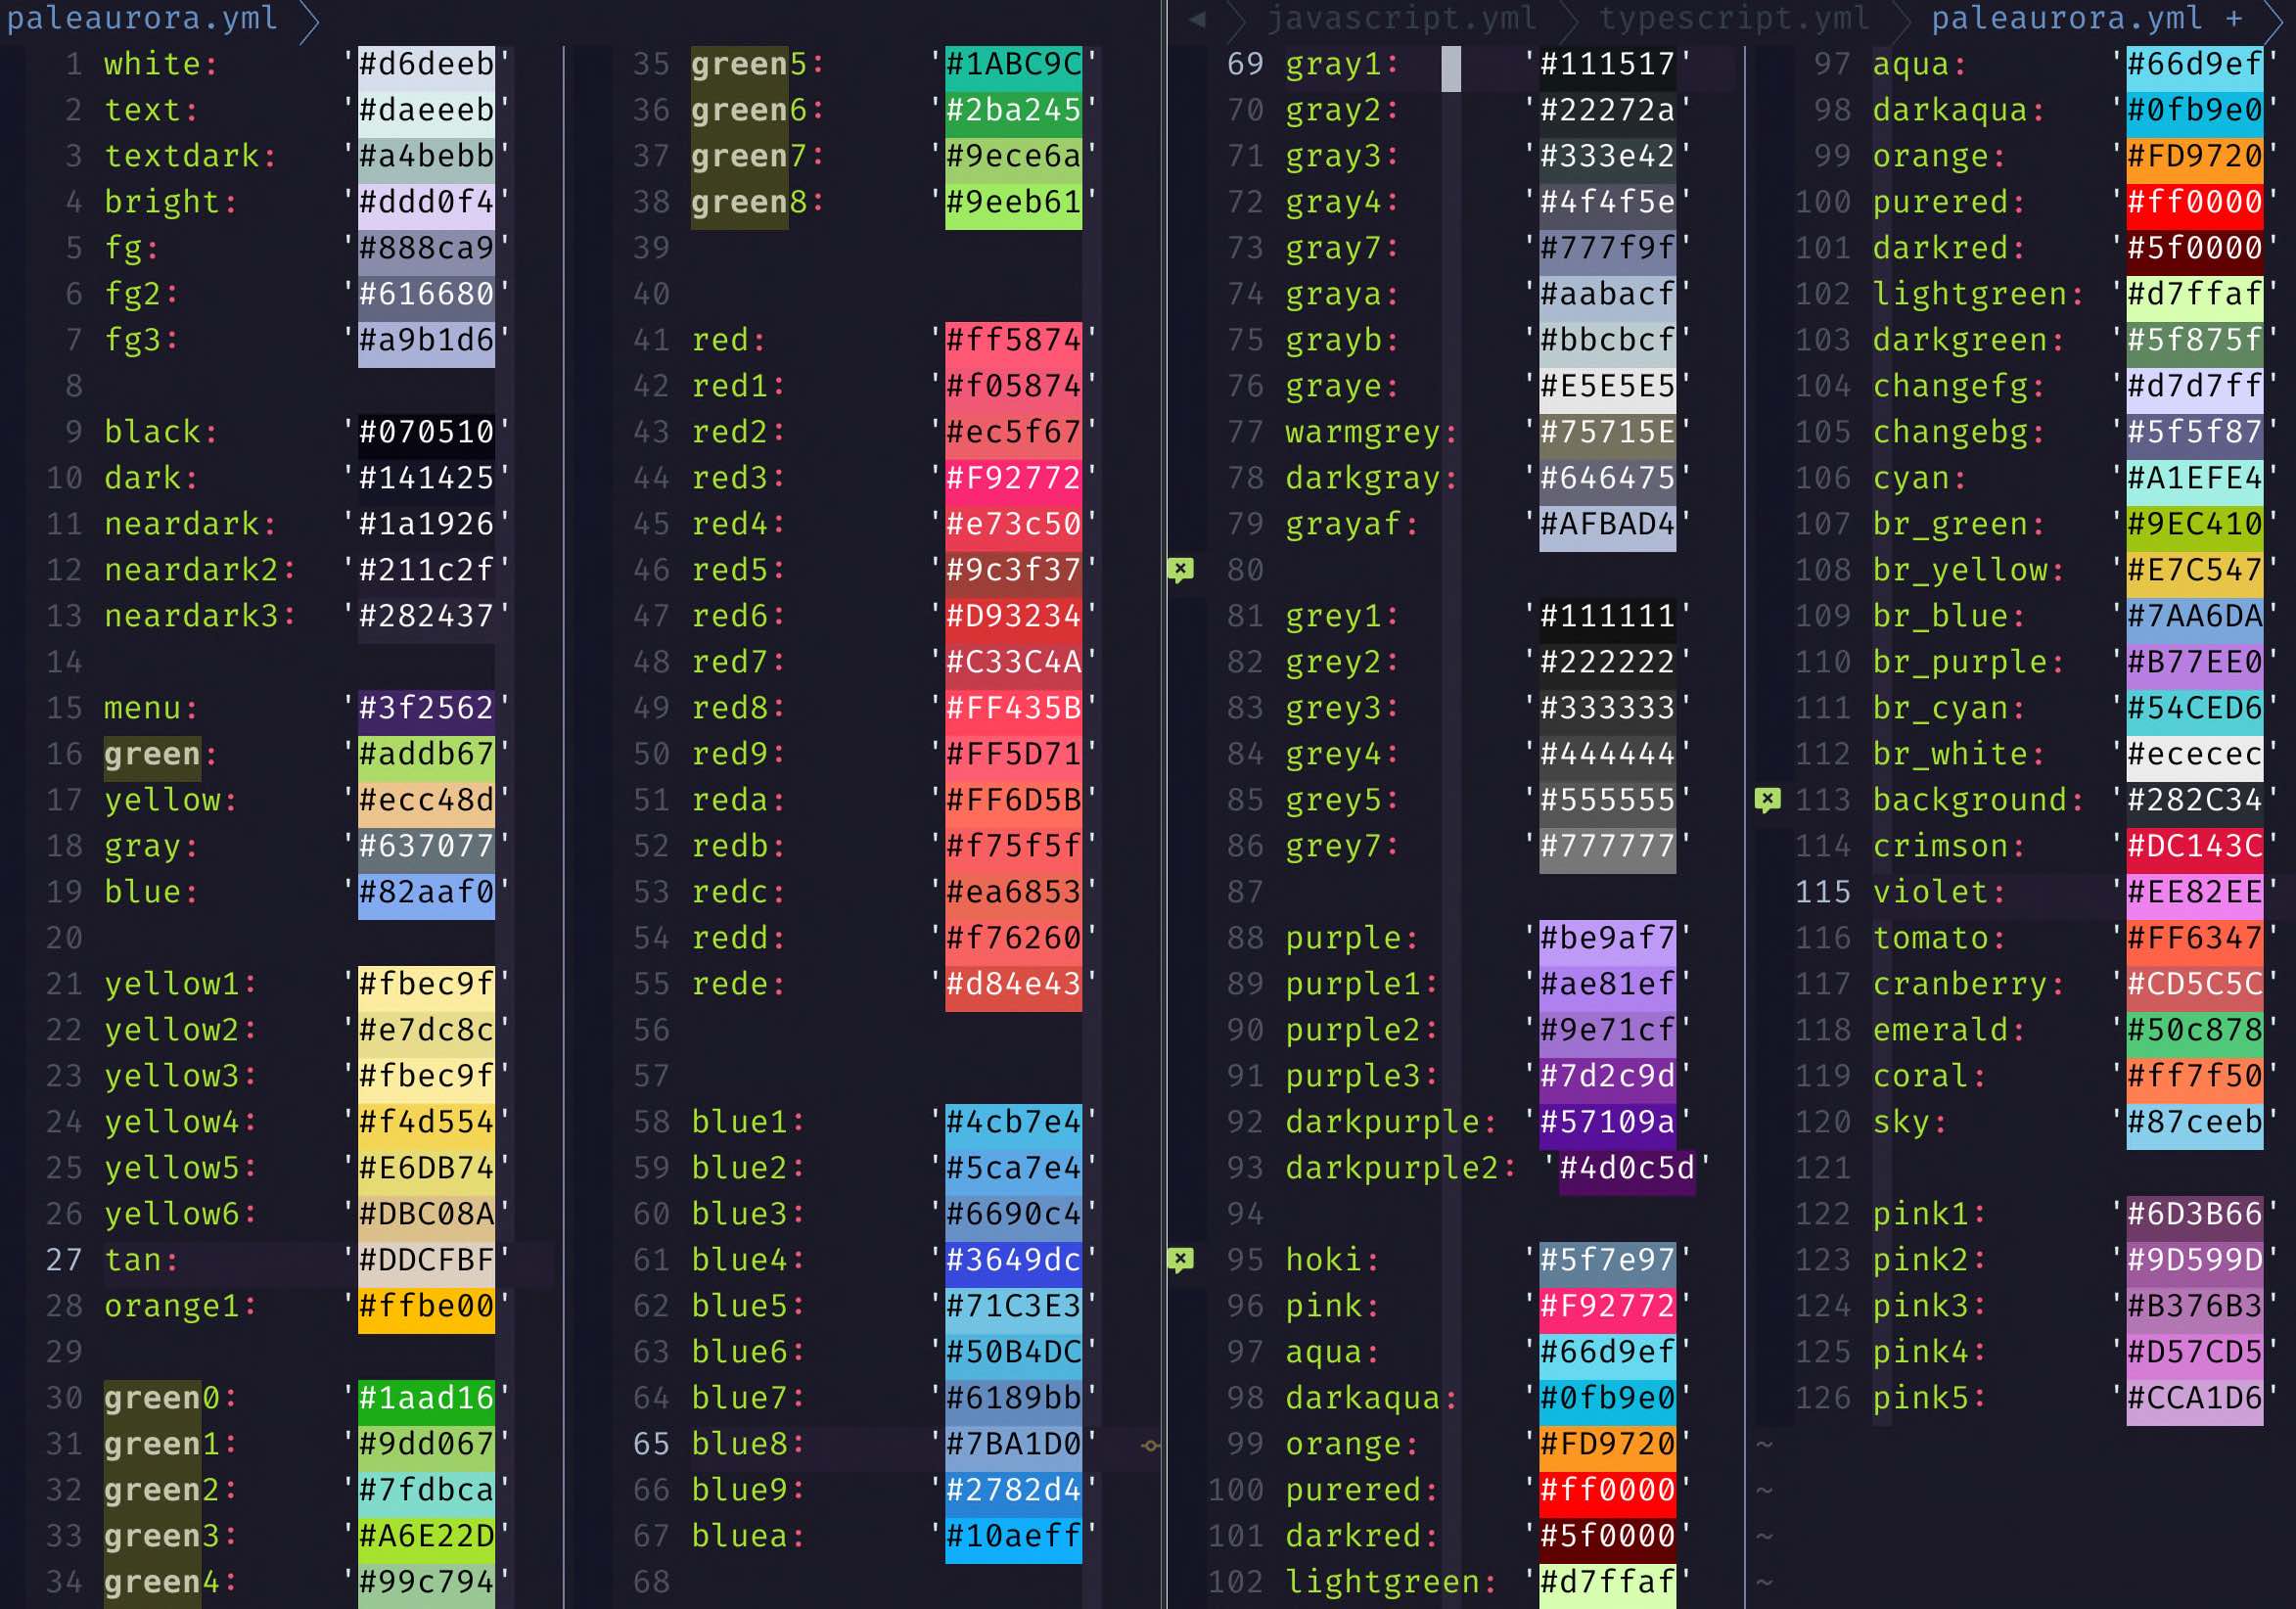 paleaurora.yml
1 white: '#d6deeb'
2 text: '#daeeeb'
3 textdark: '#a4bebb'
4 bright: '#ddd0f4'
5 fg: '#888ca9'
6 fg2: '#616680'
7 fg3: '#a9b1d6'
8
9 black: '#070510'
10 dark: '#141425'
11 neardark: '#1a1926'
12 neardark2: '#211c2f'
13 neardark3: '#282437'
14
15 menu: '#3f2562'
16 green: '#addb67'
17 yellow: '#ecc48d'
18 gray: '#637077'
19 blue: '#82aaf0'
20
21 yellow1: '#fbec9f'
22 yellow2: '#e7dc8c'
23 yellow3: '#fbec9f'
24 yellow4: '#f4d554'
25 yellow5: '#E6DB74'
26 yellow6: '#DBC08A'
27 tan: '#DDCFBF'
28 orange1: '#ffbe00'
29
30 green0: '#1aad16'
31 green1: '#9dd067'
32 green2: '#7fdbca'
33 green3: '#A6E22D'
34 green4: '#99c794'
35 green5: '#1ABC9C'
36 green6: '#2ba245'
37 green7: '#9ece6a'
38 green8: '#9eeb61'
39
40
41 red: '#ff5874'
42 red1: '#f05874'
43 red2: '#ec5f67'
44 red3: '#F92772'
45 red4: '#e73c50'
46 red5: '#9c3f37'
47 red6: '#D93234'
48 red7: '#C33C4A'
49 red8: '#FF435B'
50 red9: '#FF5D71'
51 reda: '#FF6D5B'
52 redb: '#f75f5f'
53 redc: '#ea6853'
54 redd: '#f76260'
55 rede: '#d84e43'
56
57
58 blue1: '#4cb7e4'
59 blue2: '#5ca7e4'
60 blue3: '#6690c4'
61 blue4: '#3649dc'
62 blue5: '#71C3E3'
63 blue6: '#50B4DC'
64 blue7: '#6189bb'
65 blue8: '#7BA1D0'
66 blue9: '#2782d4'
67 bluea: '#10aeff'
68
◀ javascript.yml typescript.yml paleaurora.yml +
69 gray1: '#111517'
70 gray2: '#22272a'
71 gray3: '#333e42'
72 gray4: '#4f4f5e'
73 gray7: '#777f9f'
74 graya: '#aabacf'
75 grayb: '#bbcbcf'
76 graye: '#E5E5E5'
77 warmgrey: '#75715E'
78 darkgray: '#646475'
79 grayaf: '#AFBAD4'
80
81 grey1: '#111111'
82 grey2: '#222222'
83 grey3: '#333333'
84 grey4: '#444444'
85 grey5: '#555555'
86 grey7: '#777777'
87
88 purple: '#be9af7'
89 purple1: '#ae81ef'
90 purple2: '#9e71cf'
91 purple3: '#7d2c9d'
92 darkpurple: '#57109a'
93 darkpurple2: '#4d0c5d'
94
95 hoki: '#5f7e97'
96 pink: '#F92772'
97 aqua: '#66d9ef'
98 darkaqua: '#0fb9e0'
99 orange: '#FD9720'
100 purered: '#ff0000'
101 darkred: '#5f0000'
102 lightgreen: '#d7ffaf'
97 aqua: '#66d9ef'
98 darkaqua: '#0fb9e0'
99 orange: '#FD9720'
100 purered: '#ff0000'
101 darkred: '#5f0000'
102 lightgreen: '#d7ffaf'
103 darkgreen: '#5f875f'
104 changefg: '#d7d7ff'
105 changebg: '#5f5f87'
106 cyan: '#A1EFE4'
107 br_green: '#9EC410'
108 br_yellow: '#E7C547'
109 br_blue: '#7AA6DA'
110 br_purple: '#B77EE0'
111 br_cyan: '#54CED6'
112 br_white: '#ececec'
113 background: '#282C34'
114 crimson: '#DC143C'
115 violet: '#EE82EE'
116 tomato: '#FF6347'
117 cranberry: '#CD5C5C'
118 emerald: '#50c878'
119 coral: '#ff7f50'
120 sky: '#87ceeb'
121
122 pink1: '#6D3B66'
123 pink2: '#9D599D'
124 pink3: '#B376B3'
125 pink4: '#D57CD5'
126 pink5: '#CCA1D6'
~
~
~
~